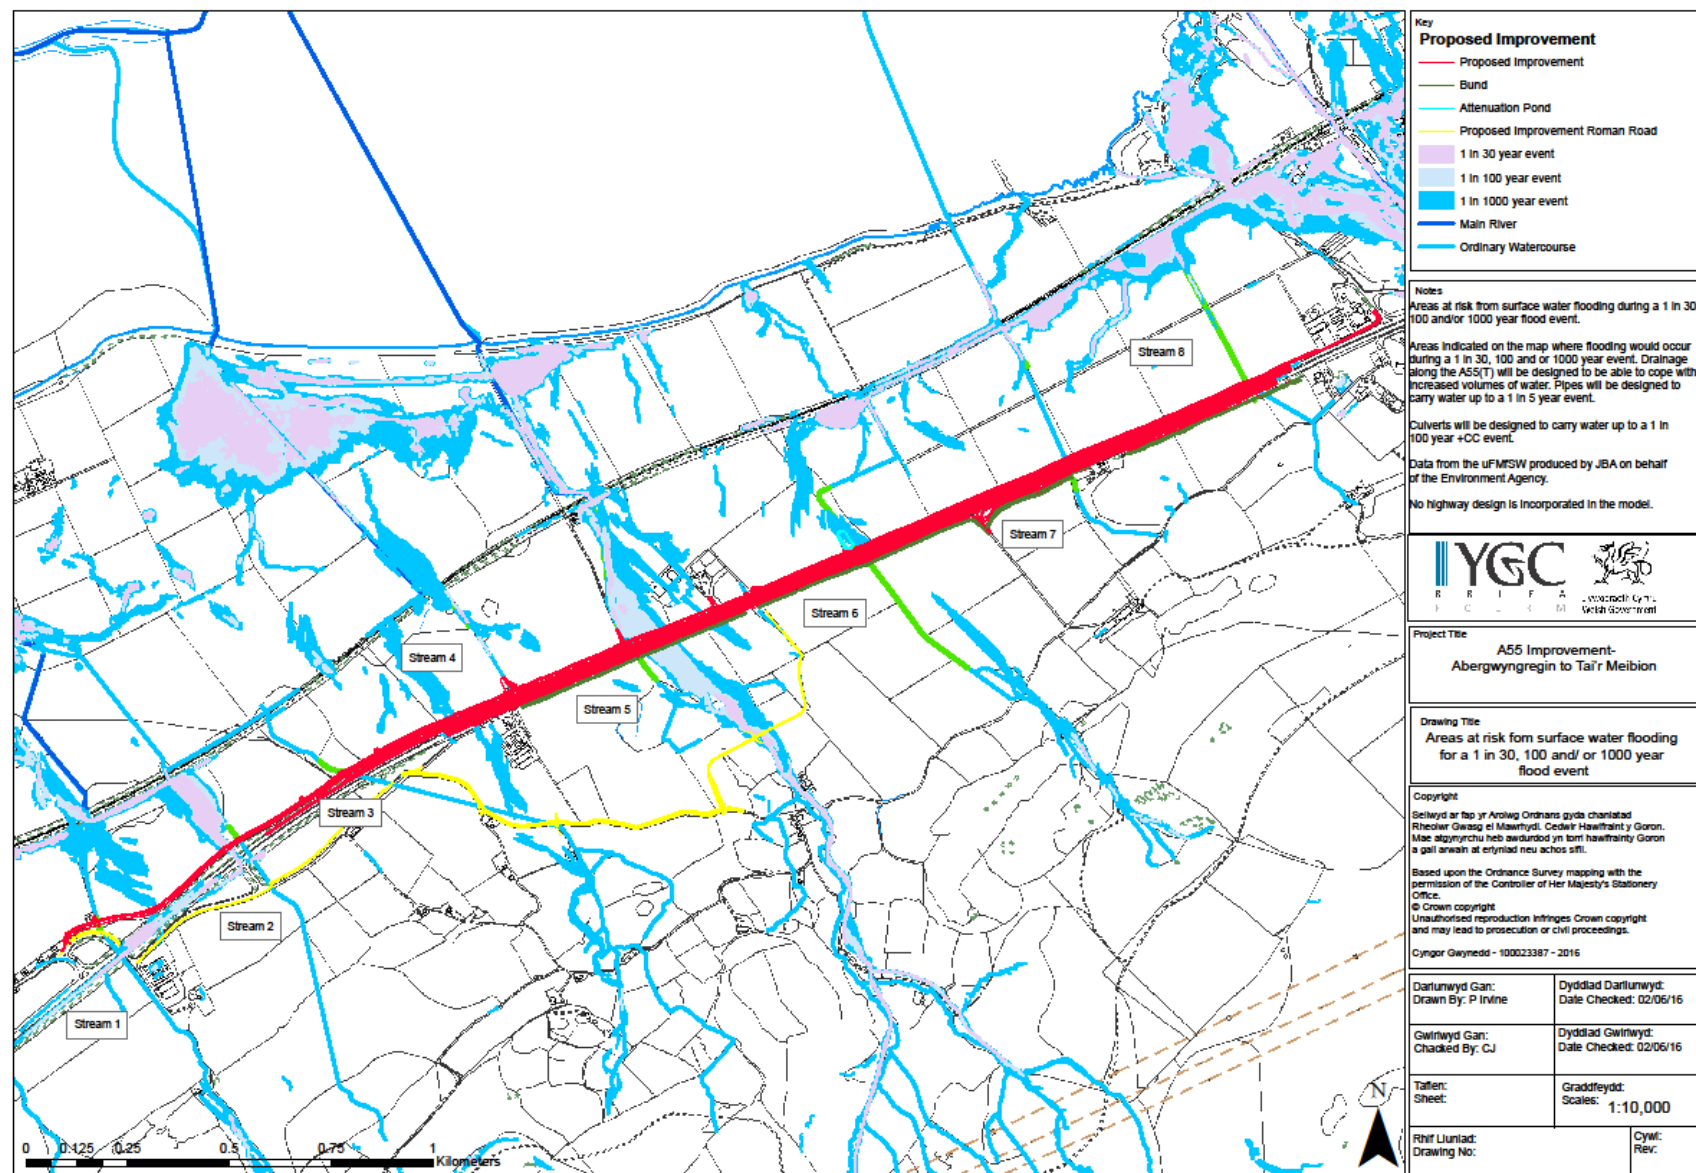 Key
Proposed Improvement
Proposed Improvement
Bund
Attenuation Pond
Proposed Improvement Roman Road
1 in 30 year event
1 in 100 year event
1 in 1000 year event
Main River
Ordinary Watercourse
Notes
Areas at risk from surface water flooding during a 1 in 30
100 and/or 1000 year flood event.
Areas indicated on the map where flooding would occur
during a 1 in 30, 100 and or 1000 year event. Drainage
along the A55(T) will be designed to be able to cope with
increased volumes of water. Pipes will be designed to
carry water up to a 1 in 5 year event.
Culverts will be designed to carry water up to a 1 in
100 year +CC event.
Data from the uFMfSW produced by JBA on behalf
of the Environment Agency.
No highway design is incorporated in the model.
YGC
Llywodraeth Cymru
Welsh Government
Project Title
A55 Improvement-
Abergwyngregin to Tai'r Meibion
Drawing Title
Areas at risk fom surface water flooding
for a 1 in 30, 100 and/ or 1000 year
flood event
Copyright
Seilwyd ar fap yr Arolwg Ordnans gyda chaniatad
Rheolwr Gwasg ei Mawrhydi. Cedwir Hawlfraint y Goron.
Mae atgynyrchu heb awdurdod yn torri hawlfrainty Goron
a gall arwain at erlyniad neu achos sifil.
Based upon the Ordnance Survey mapping with the
permission of the Controller of Her Majesty's Stationery
Office.
© Crown copyright
Unauthorised reproduction infringes Crown copyright
and may lead to prosecution or civil proceedings.
Cyngor Gwynedd - 100023387 - 2016
Darlunwyd Gan:
Drawn By: P Irvine
Dyddiad Darlunwyd:
Date Checked: 02/06/16
Gwiriwyd Gan:
Chacked By: CJ
Dyddiad Gwiriwyd:
Date Checked: 02/06/16
Taflen:
Sheet:
Graddfeydd:
Scales: 1:10,000
Rhif Lluniad:
Drawing No:
Cywi:
Rev:
Stream 8
Stream 7
Stream 6
Stream 4
Stream 5
Stream 3
Stream 2
Stream 1
N
0 0.125 0.25 0.5 0.75 1
Kilometers